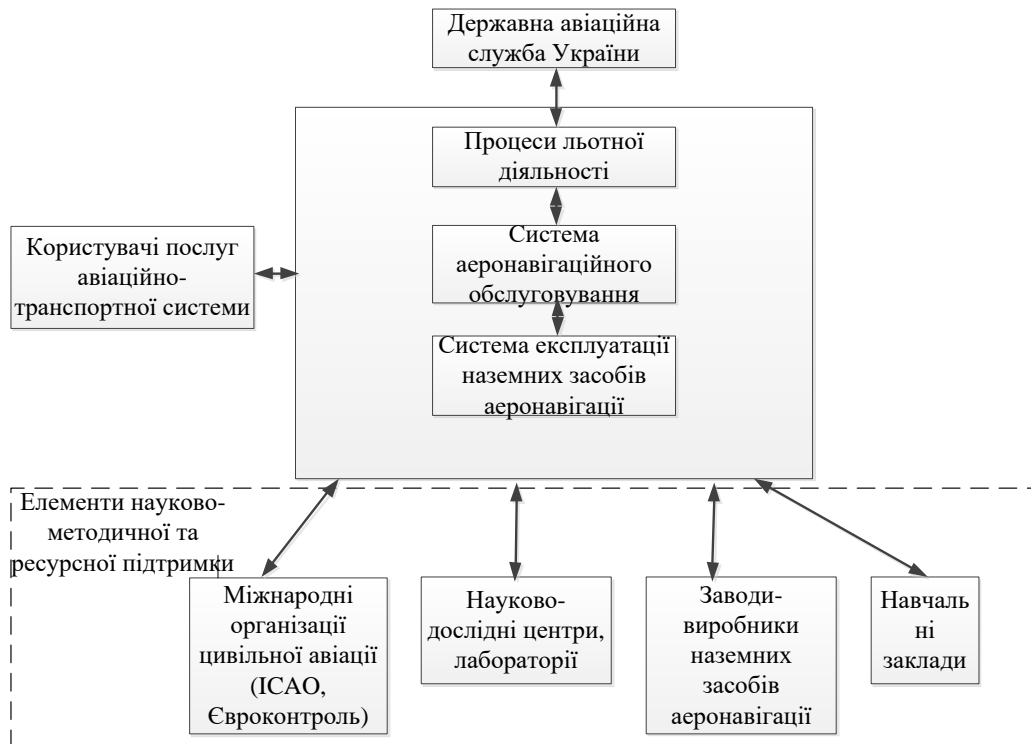 Державна авіаційна
служба України
Процеси льотної
діяльності
Користувачі послуг
авіаційно-
транспортної системи
Система
аеронавігаційного
обслуговування
Система експлуатації
наземних засобів
аеронавігації
Елементи науково-
методичної та
ресурсної підтримки
Міжнародні
організації
цивільної авіації
(ІСАО,
Євроконтроль)
Науково-
дослідні центри,
лабораторії
Заводи-
виробники
наземних
засобів
аеронавігації
Навчаль
ні
заклади